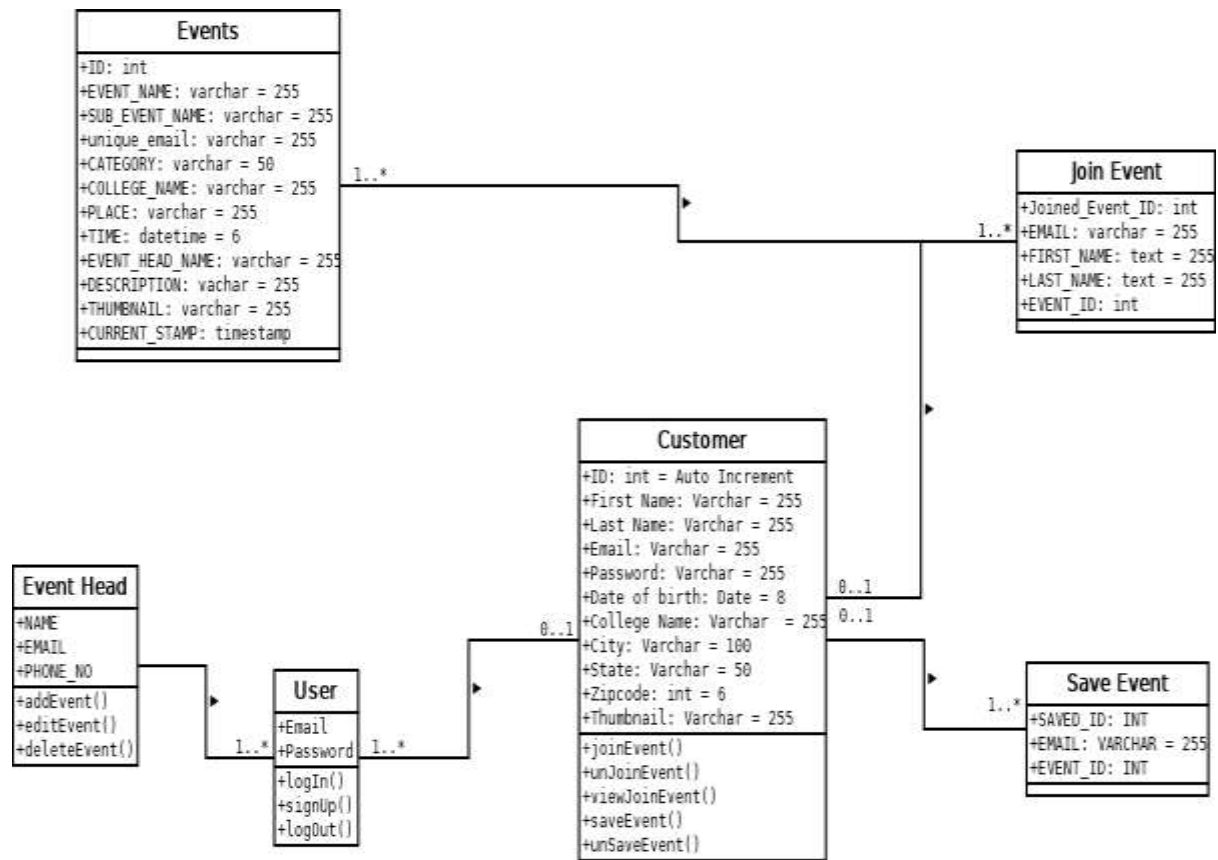 Events
+ID: int
+EVENT_NAME: varchar = 255
+SUB_EVENT_NAME: varchar = 255
+unique_email: varchar = 255
+CATEGORY: varchar = 50
+COLLEGE_NAME: varchar = 255
+PLACE: varchar = 255
+TIME: datetime = 6
+EVENT_HEAD_NAME: varchar = 255
+DESCRIPTION: vachar = 255
+THUMBNAIL: varchar = 255
+CURRENT_STAMP: timestamp
1..*
1..*
Join Event
+Joined_Event_ID: int
+EMAIL: varchar = 255
+FIRST_NAME: text = 255
+LAST_NAME: text = 255
+EVENT_ID: int
Customer
+ID: int = Auto Increment
+First Name: Varchar = 255
+Last Name: Varchar = 255
+Email: Varchar = 255
+Password: Varchar = 255
+Date of birth: Date = 8
+College Name: Varchar = 255
+City: Varchar = 100
+State: Varchar = 50
+Zipcode: int = 6
+Thumbnail: Varchar = 255
+joinEvent()
+unJoinEvent()
+viewJoinEvent()
+saveEvent()
+unSaveEvent()
0..1
0..1
0..1
Event Head
+NAME
+EMAIL
+PHONE_NO
+addEvent()
+editEvent()
+deleteEvent()
1..*
User
+Email
+Password
+logIn()
+signUp()
+logOut()
1..*
1..*
Save Event
+SAVED_ID: INT
+EMAIL: VARCHAR = 255
+EVENT_ID: INT